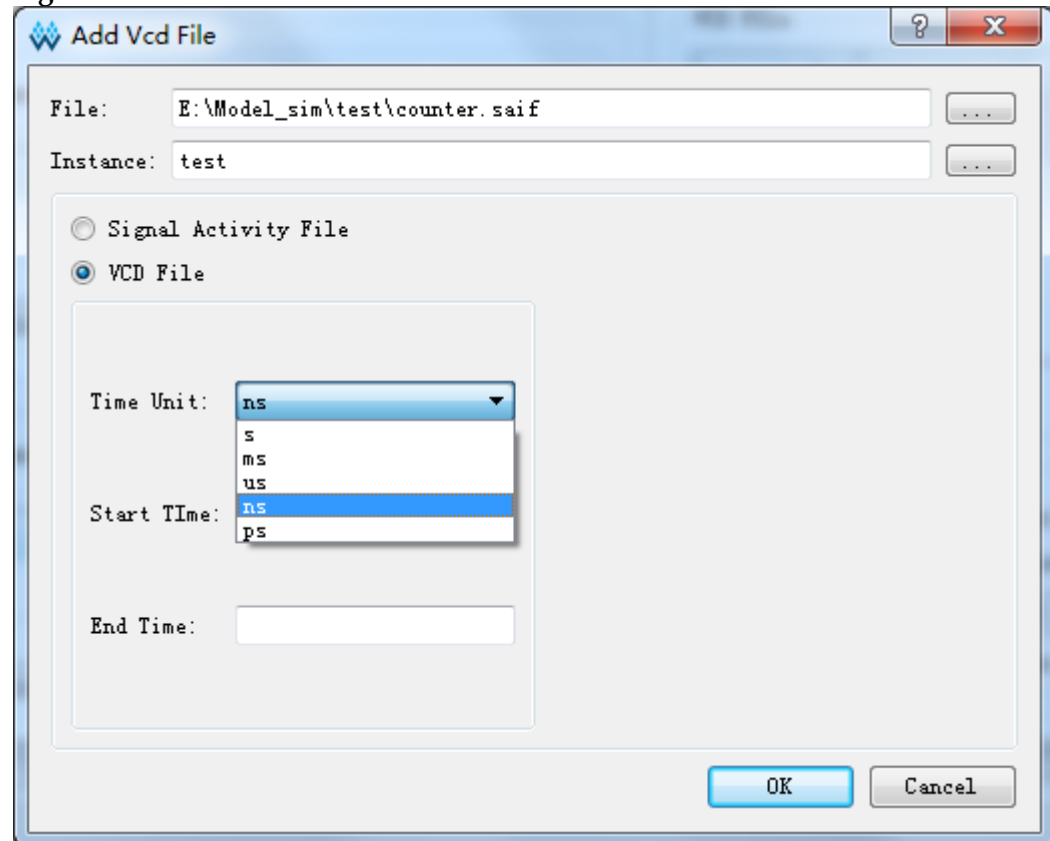 Add Vcd File
File: E:\Model_sim\test\counter.saif ...
Instance: test ...
Signal Activity File
VCD File
Time Unit: ns
s
ms
us
ns
Start TIme:
ps
End Time:
OK Cancel